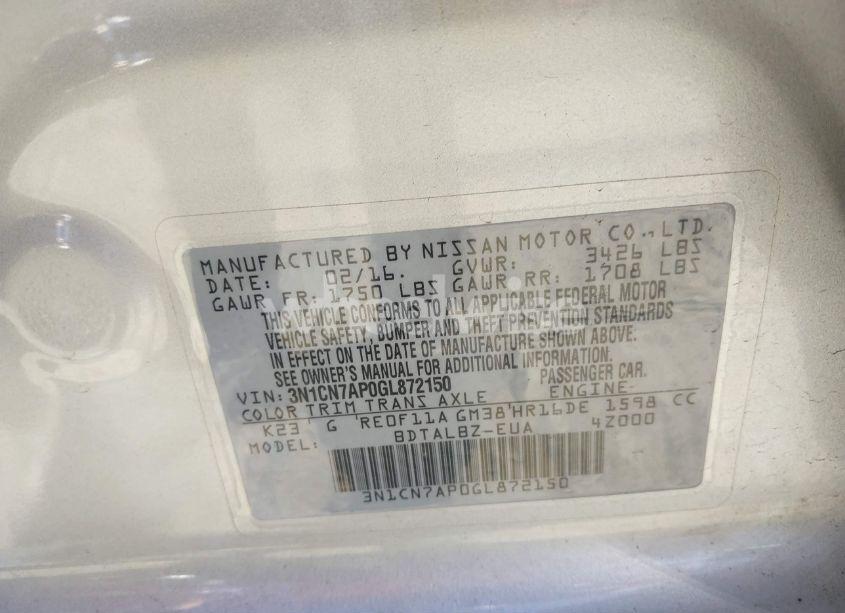 MANUFACTURED BY NISSAN MOTOR CO., LTD.
DATE: 02/16. GVWR: 3426 LBS
GAWR FR: 1750 LBS GAWR RR: 1708 LBS
THIS VEHICLE CONFORMS TO ALL APPLICABLE FEDERAL MOTOR
VEHICLE SAFETY, BUMPER AND THEFT PREVENTION STANDARDS
IN EFFECT ON THE DATE OF MANUFACTURE SHOWN ABOVE.
SEE OWNER'S MANUAL FOR ADDITIONAL INFORMATION.
VIN: 3N1CN7AP0GL872150 PASSENGER CAR.
COLOR TRIM TRANS AXLE ENGINE
K23 G RE0F11A GM38 HR16DE 1598 CC
MODEL: BDTALBZ-EUA 4Z000
3N1CN7AP0GL872150